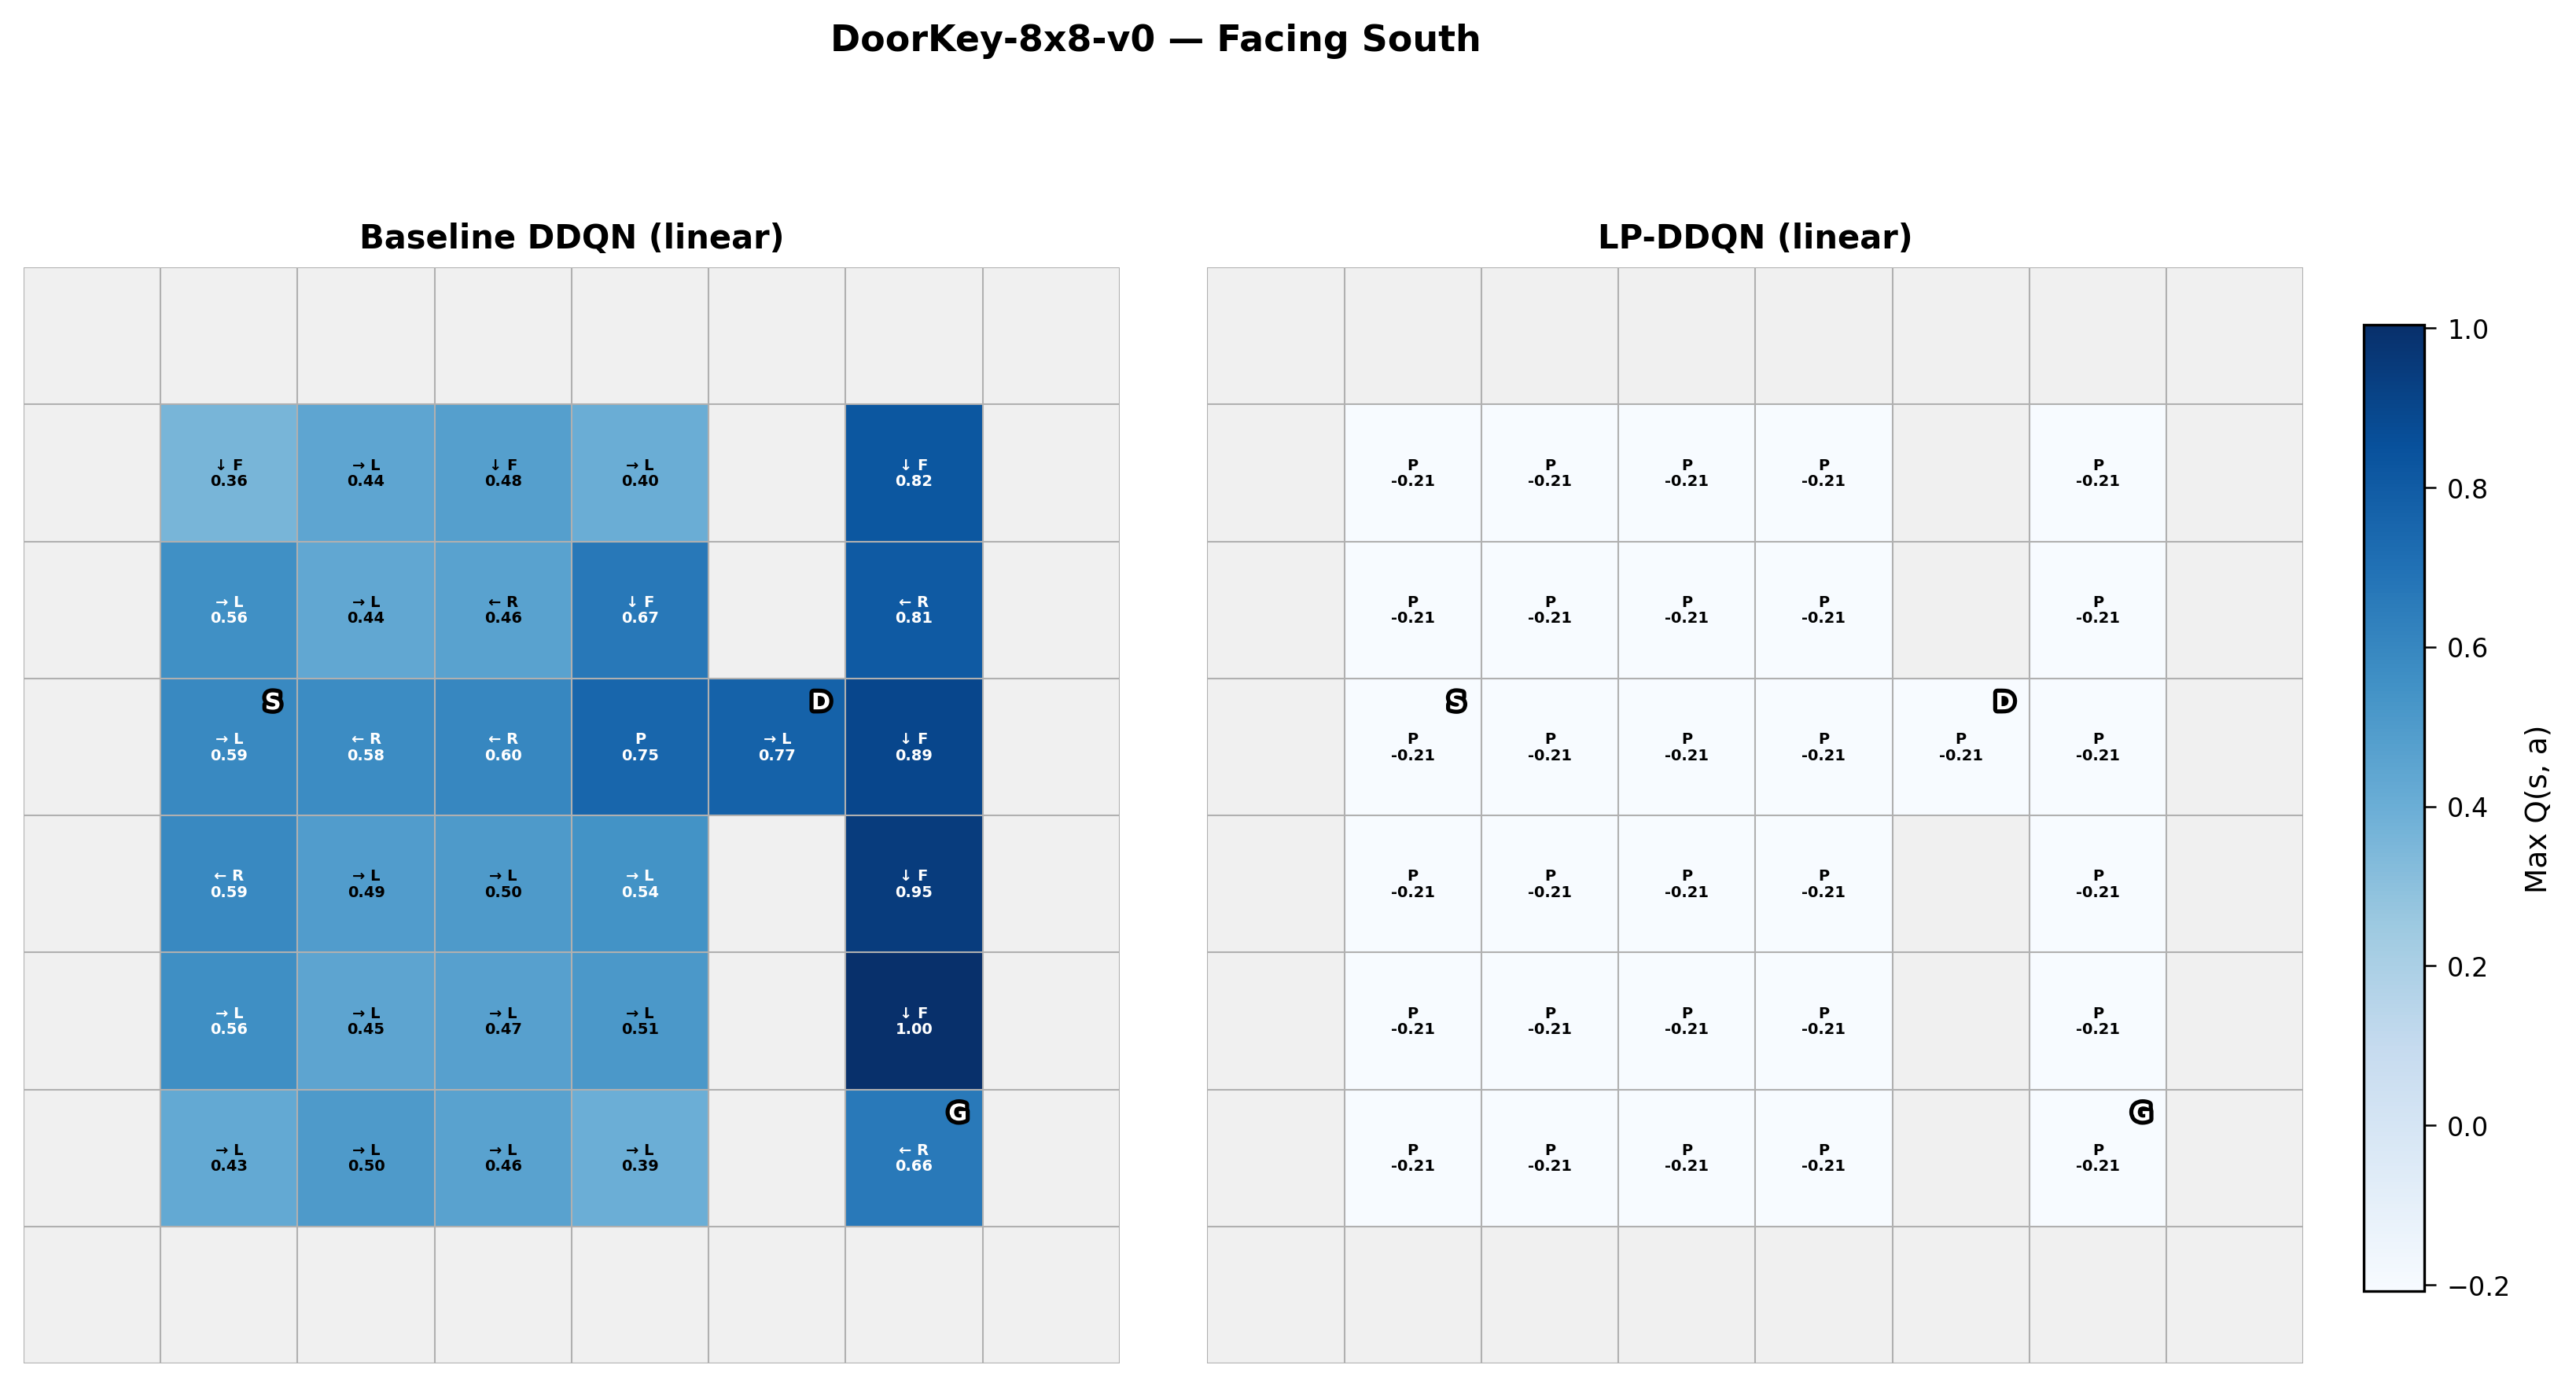 DoorKey-8x8-v0 — Facing South
Baseline DDQN (linear)
↓ F → L ↓ F → L ↓ F
0.36 0.44 0.48 0.40 0.82
→ L → L ← R ↓ F ← R
0.56 0.44 0.46 0.67 0.81
S D
→ L ← R ← R P → L ↓ F
0.59 0.58 0.60 0.75 0.77 0.89
← R → L → L → L ↓ F
0.59 0.49 0.50 0.54 0.95
→ L → L → L → L ↓ F
0.56 0.45 0.47 0.51 1.00
G
→ L → L → L → L ← R
0.43 0.50 0.46 0.39 0.66
LP-DDQN (linear)
P P P P P
-0.21 -0.21 -0.21 -0.21 -0.21
P P P P P
-0.21 -0.21 -0.21 -0.21 -0.21
S D
P P P P P P
-0.21 -0.21 -0.21 -0.21 -0.21 -0.21
P P P P P
-0.21 -0.21 -0.21 -0.21 -0.21
P P P P P
-0.21 -0.21 -0.21 -0.21 -0.21
G
P P P P P
-0.21 -0.21 -0.21 -0.21 -0.21
1.0
0.8
0.6
0.4
0.2
0.0
−0.2
Max Q(s, a)